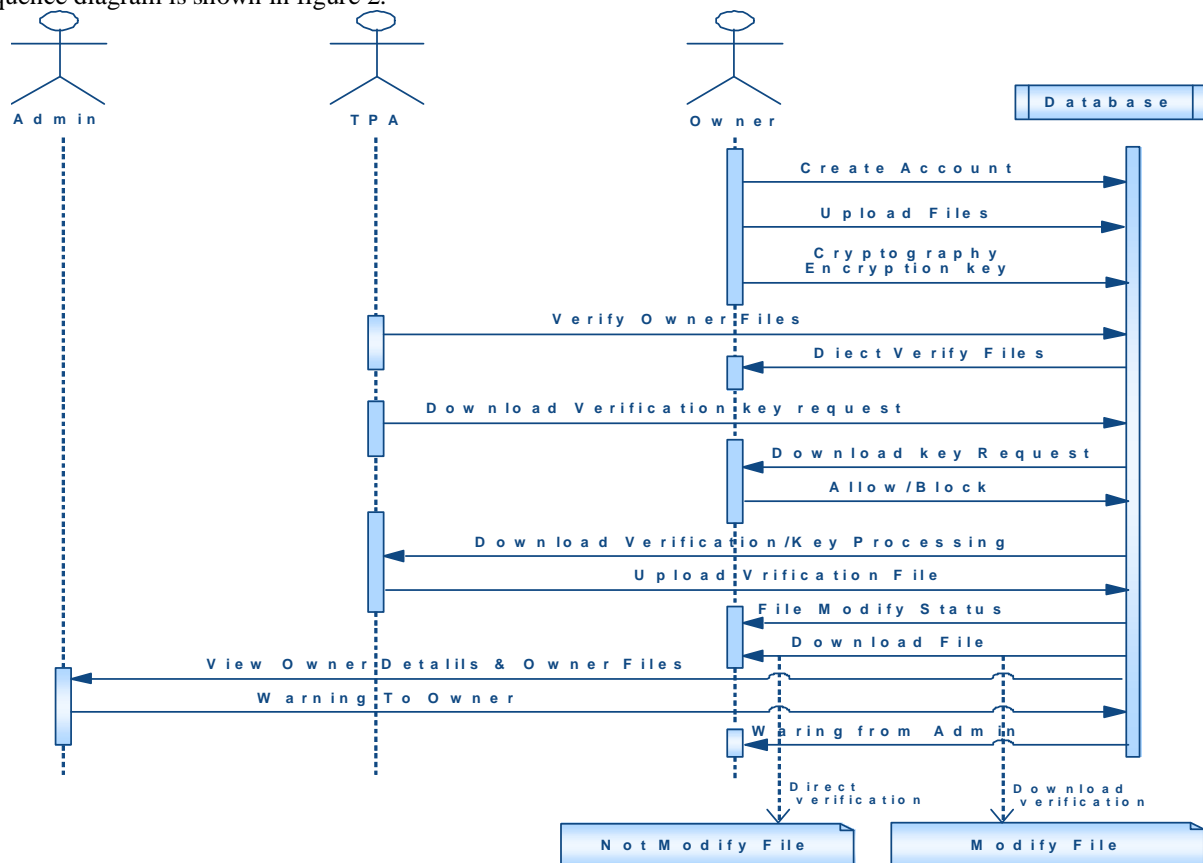 quence diagram is shown in figure 2.
Admin
TPA
Owner
Database
Create Account
Upload Files
Cryptography
Encryption key
Verify Owner Files
Diect Verify Files
Download Verification key request
Download key Request
Allow/Block
Download Verification/Key Processing
Upload Vrification File
File Modify Status
Download File
View Owner Detalils & Owner Files
Warning To Owner
Waring from Admin
Direct
verification
Download
verification
Not Modify File
Modify File